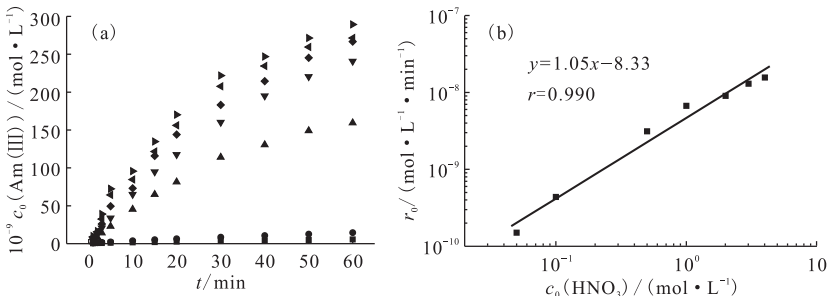 (a)
300
250
200
150
100
50
0
10⁻⁹ c₀(Am(III))/(mol·L⁻¹)
0 10 20 30 40 50 60
t/min
(b)
y=1.05x−8.33
r=0.990
10⁻⁷
10⁻⁸
10⁻⁹
10⁻¹⁰
r₀/(mol·L⁻¹·min⁻¹)
10⁻¹ 10⁰ 10
c₀(HNO₃)/(mol·L⁻¹)